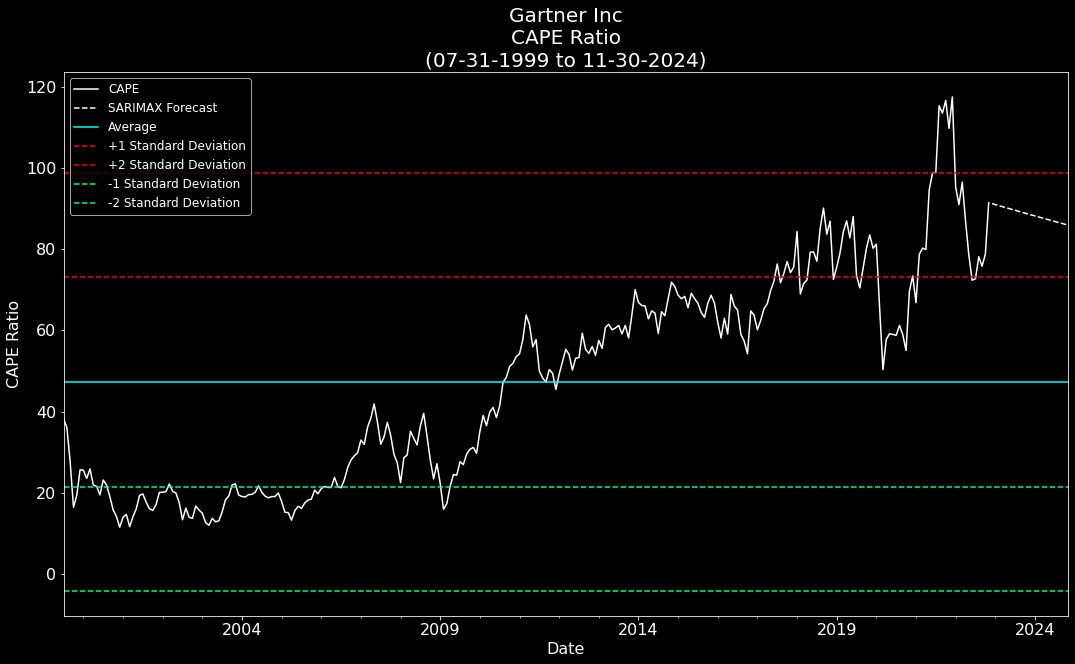 Gartner Inc
CAPE Ratio
(07-31-1999 to 11-30-2024)
CAPE
SARIMAX Forecast
Average
+1 Standard Deviation
+2 Standard Deviation
-1 Standard Deviation
-2 Standard Deviation
CAPE Ratio
120
100
80
60
40
20
0
2004
2009
2014
2019
2024
Date